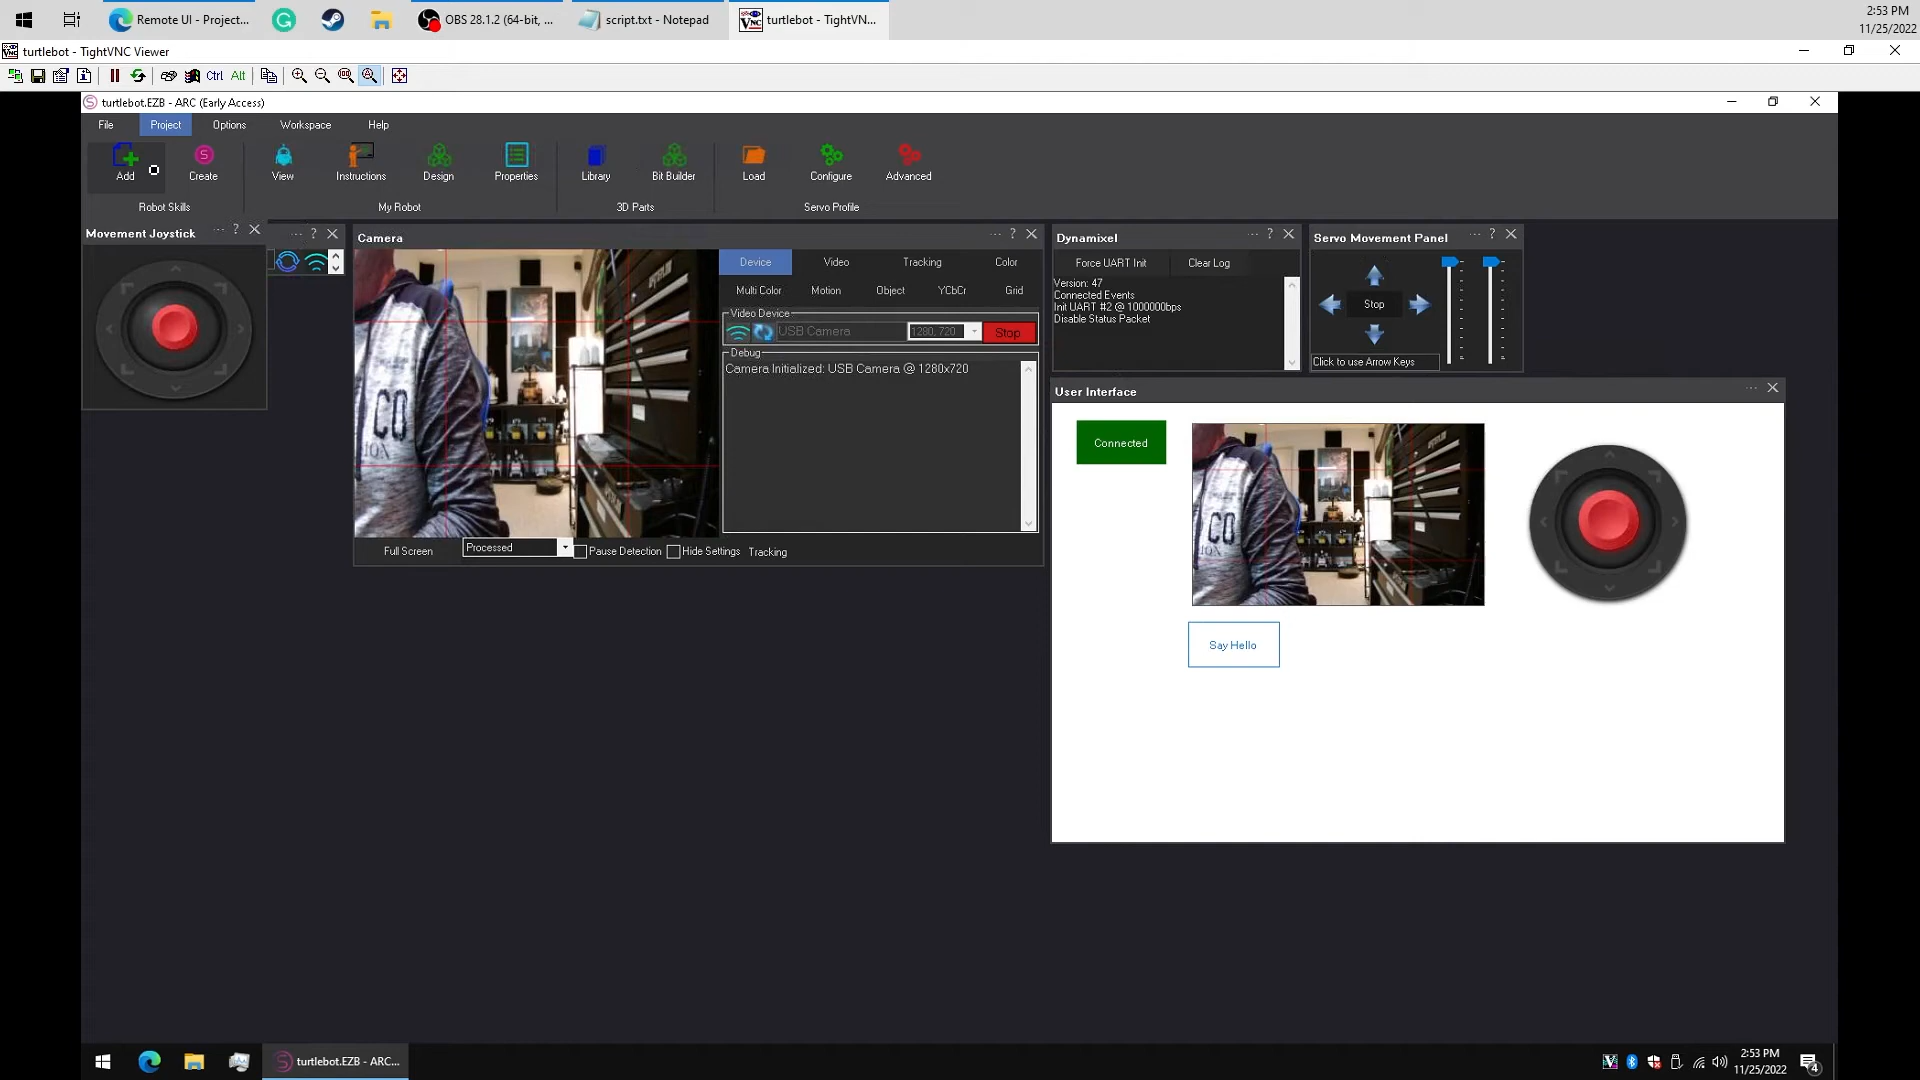 Remote UI - Project...
OBS 28.1.2 (64-bit, ...
script.txt - Notepad
turtlebot - TightVN...
2:53 PM
11/25/2022
turtlebot - TightVNC Viewer
Ctrl Alt
turtlebot.EZB - ARC (Early Access)
File Project Options Workspace Help
Add Create View Instructions Design Properties Library Bit Builder Load Configure Advanced
Robot Skills My Robot 3D Parts Servo Profile
Movement Joystick ... ? ... ?
Camera ... ?
Device Video Tracking Color
Multi Color Motion Object YCbCr Grid
Video Device
USB Camera 1280, 720 Stop
Debug
Camera Initialized: USB Camera @ 1280x720
CO
Full Screen Processed Pause Detection Hide Settings Tracking
Dynamixel ... ?
Force UART Init Clear Log
Version: 47
Connected Events
Init UART #2 @ 1000000bps
Disable Status Packet
Servo Movement Panel ... ?
Stop
Click to use Arrow Keys
User Interface ...
Connected
CO
Say Hello
turtlebot.EZB - ARC...
2:53 PM
11/25/2022
4